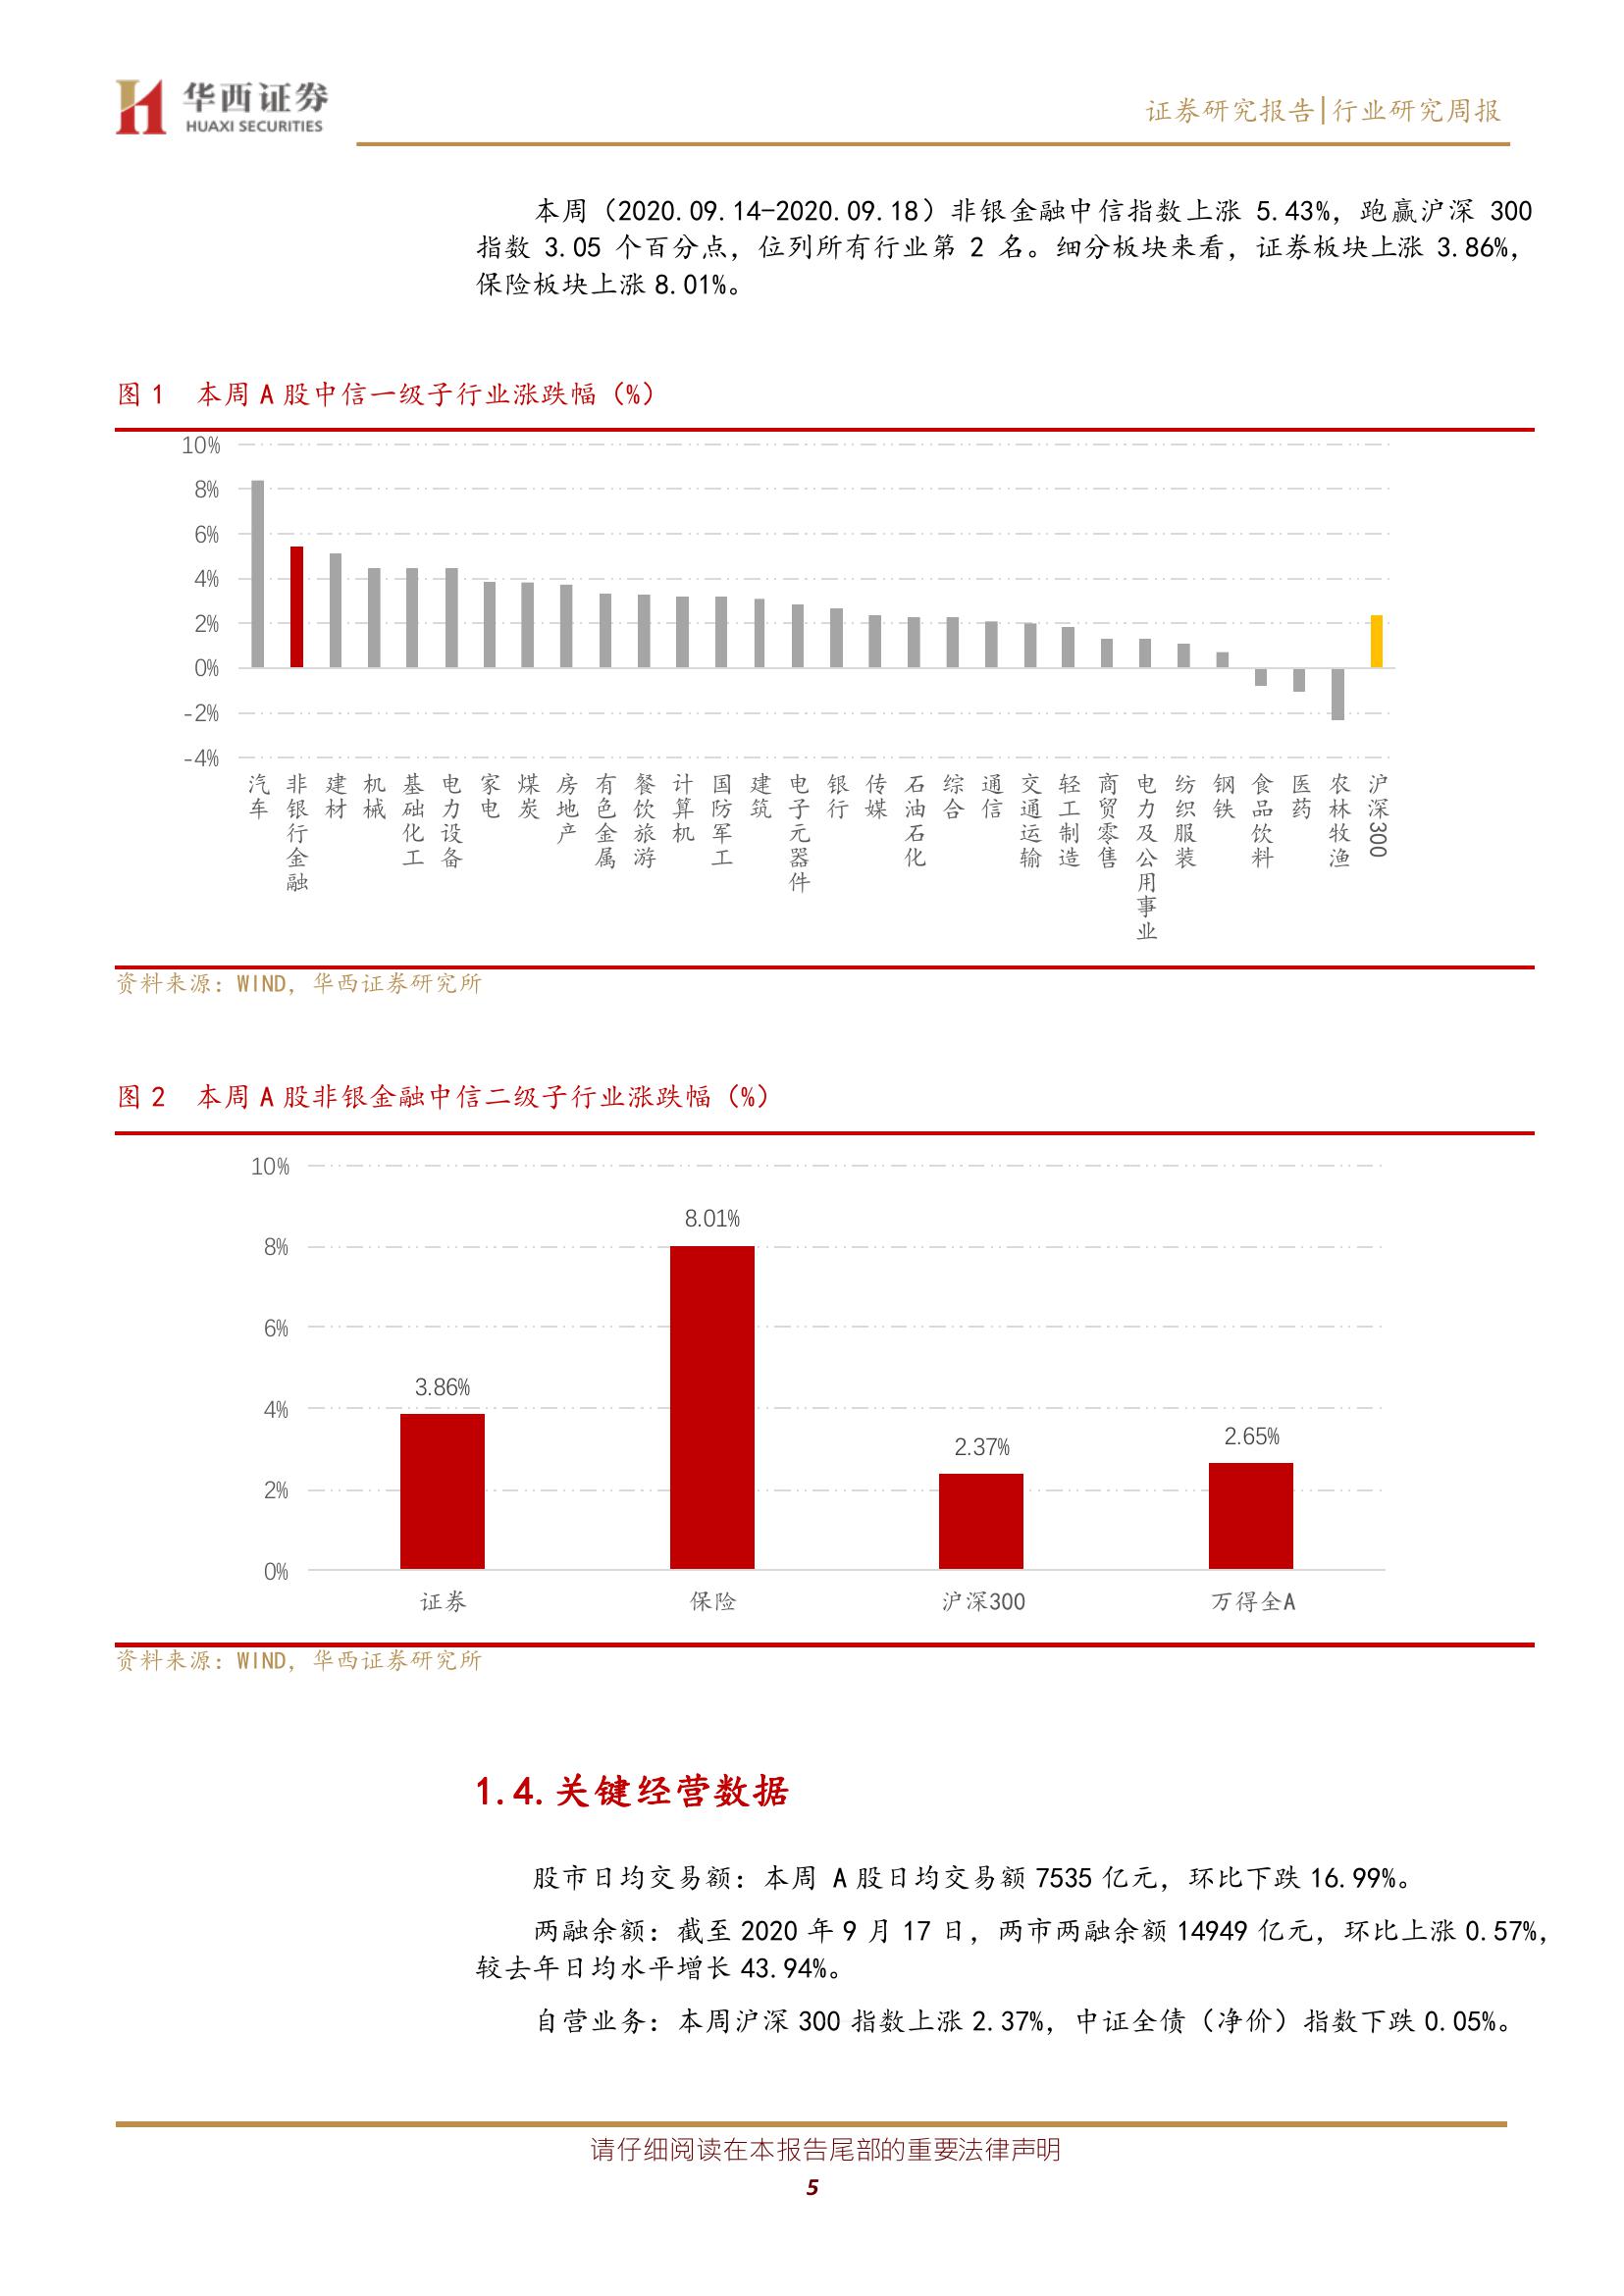 华西证券
HUAXI SECURITIES
证券研究报告|行业研究周报
本周（2020.09.14-2020.09.18）非银金融中信指数上涨 5.43%，跑赢沪深 300
指数 3.05 个百分点，位列所有行业第 2 名。细分板块来看，证券板块上涨 3.86%，
保险板块上涨 8.01%。
图 1 本周 A 股中信一级子行业涨跌幅（%）
10%
8%
6%
4%
2%
0%
-2%
-4%
汽车
非银行金融
建材
机械
基础化工
电力设备
家电
煤炭
房地产
有色金属
餐饮旅游
计算机
国防军工
建筑
电子元器件
银行
传媒
石油石化
综合
通信
交通运输
轻工制造
商贸零售
电力及公用事业
纺织服装
钢铁
食品饮料
医药
农林牧渔
沪深300
资料来源：WIND，华西证券研究所
图 2 本周 A 股非银金融中信二级子行业涨跌幅（%）
10%
8%
6%
4%
2%
0%
3.86%
8.01%
2.37%
2.65%
证券
保险
沪深300
万得全A
资料来源：WIND，华西证券研究所
1.4.关键经营数据
股市日均交易额：本周 A 股日均交易额 7535 亿元，环比下跌 16.99%。
两融余额：截至 2020 年 9 月 17 日，两市两融余额 14949 亿元，环比上涨 0.57%，
较去年日均水平增长 43.94%。
自营业务：本周沪深 300 指数上涨 2.37%，中证全债（净价）指数下跌 0.05%。
请仔细阅读在本报告尾部的重要法律声明
5